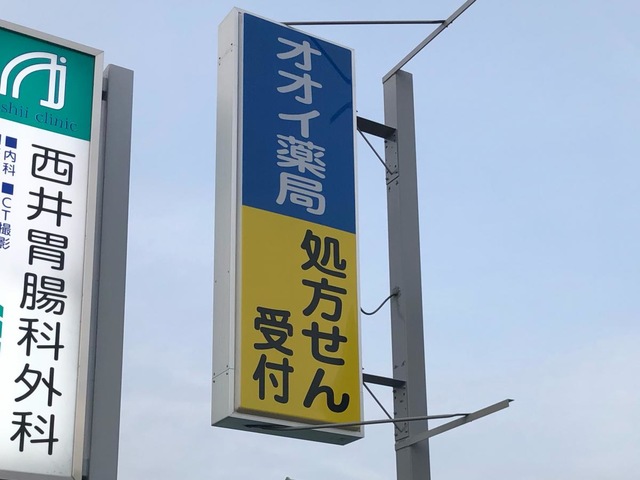 オオイ薬局
処方せん
受付
shii clinic
西井胃腸科外科
■内科 ■CT撮影